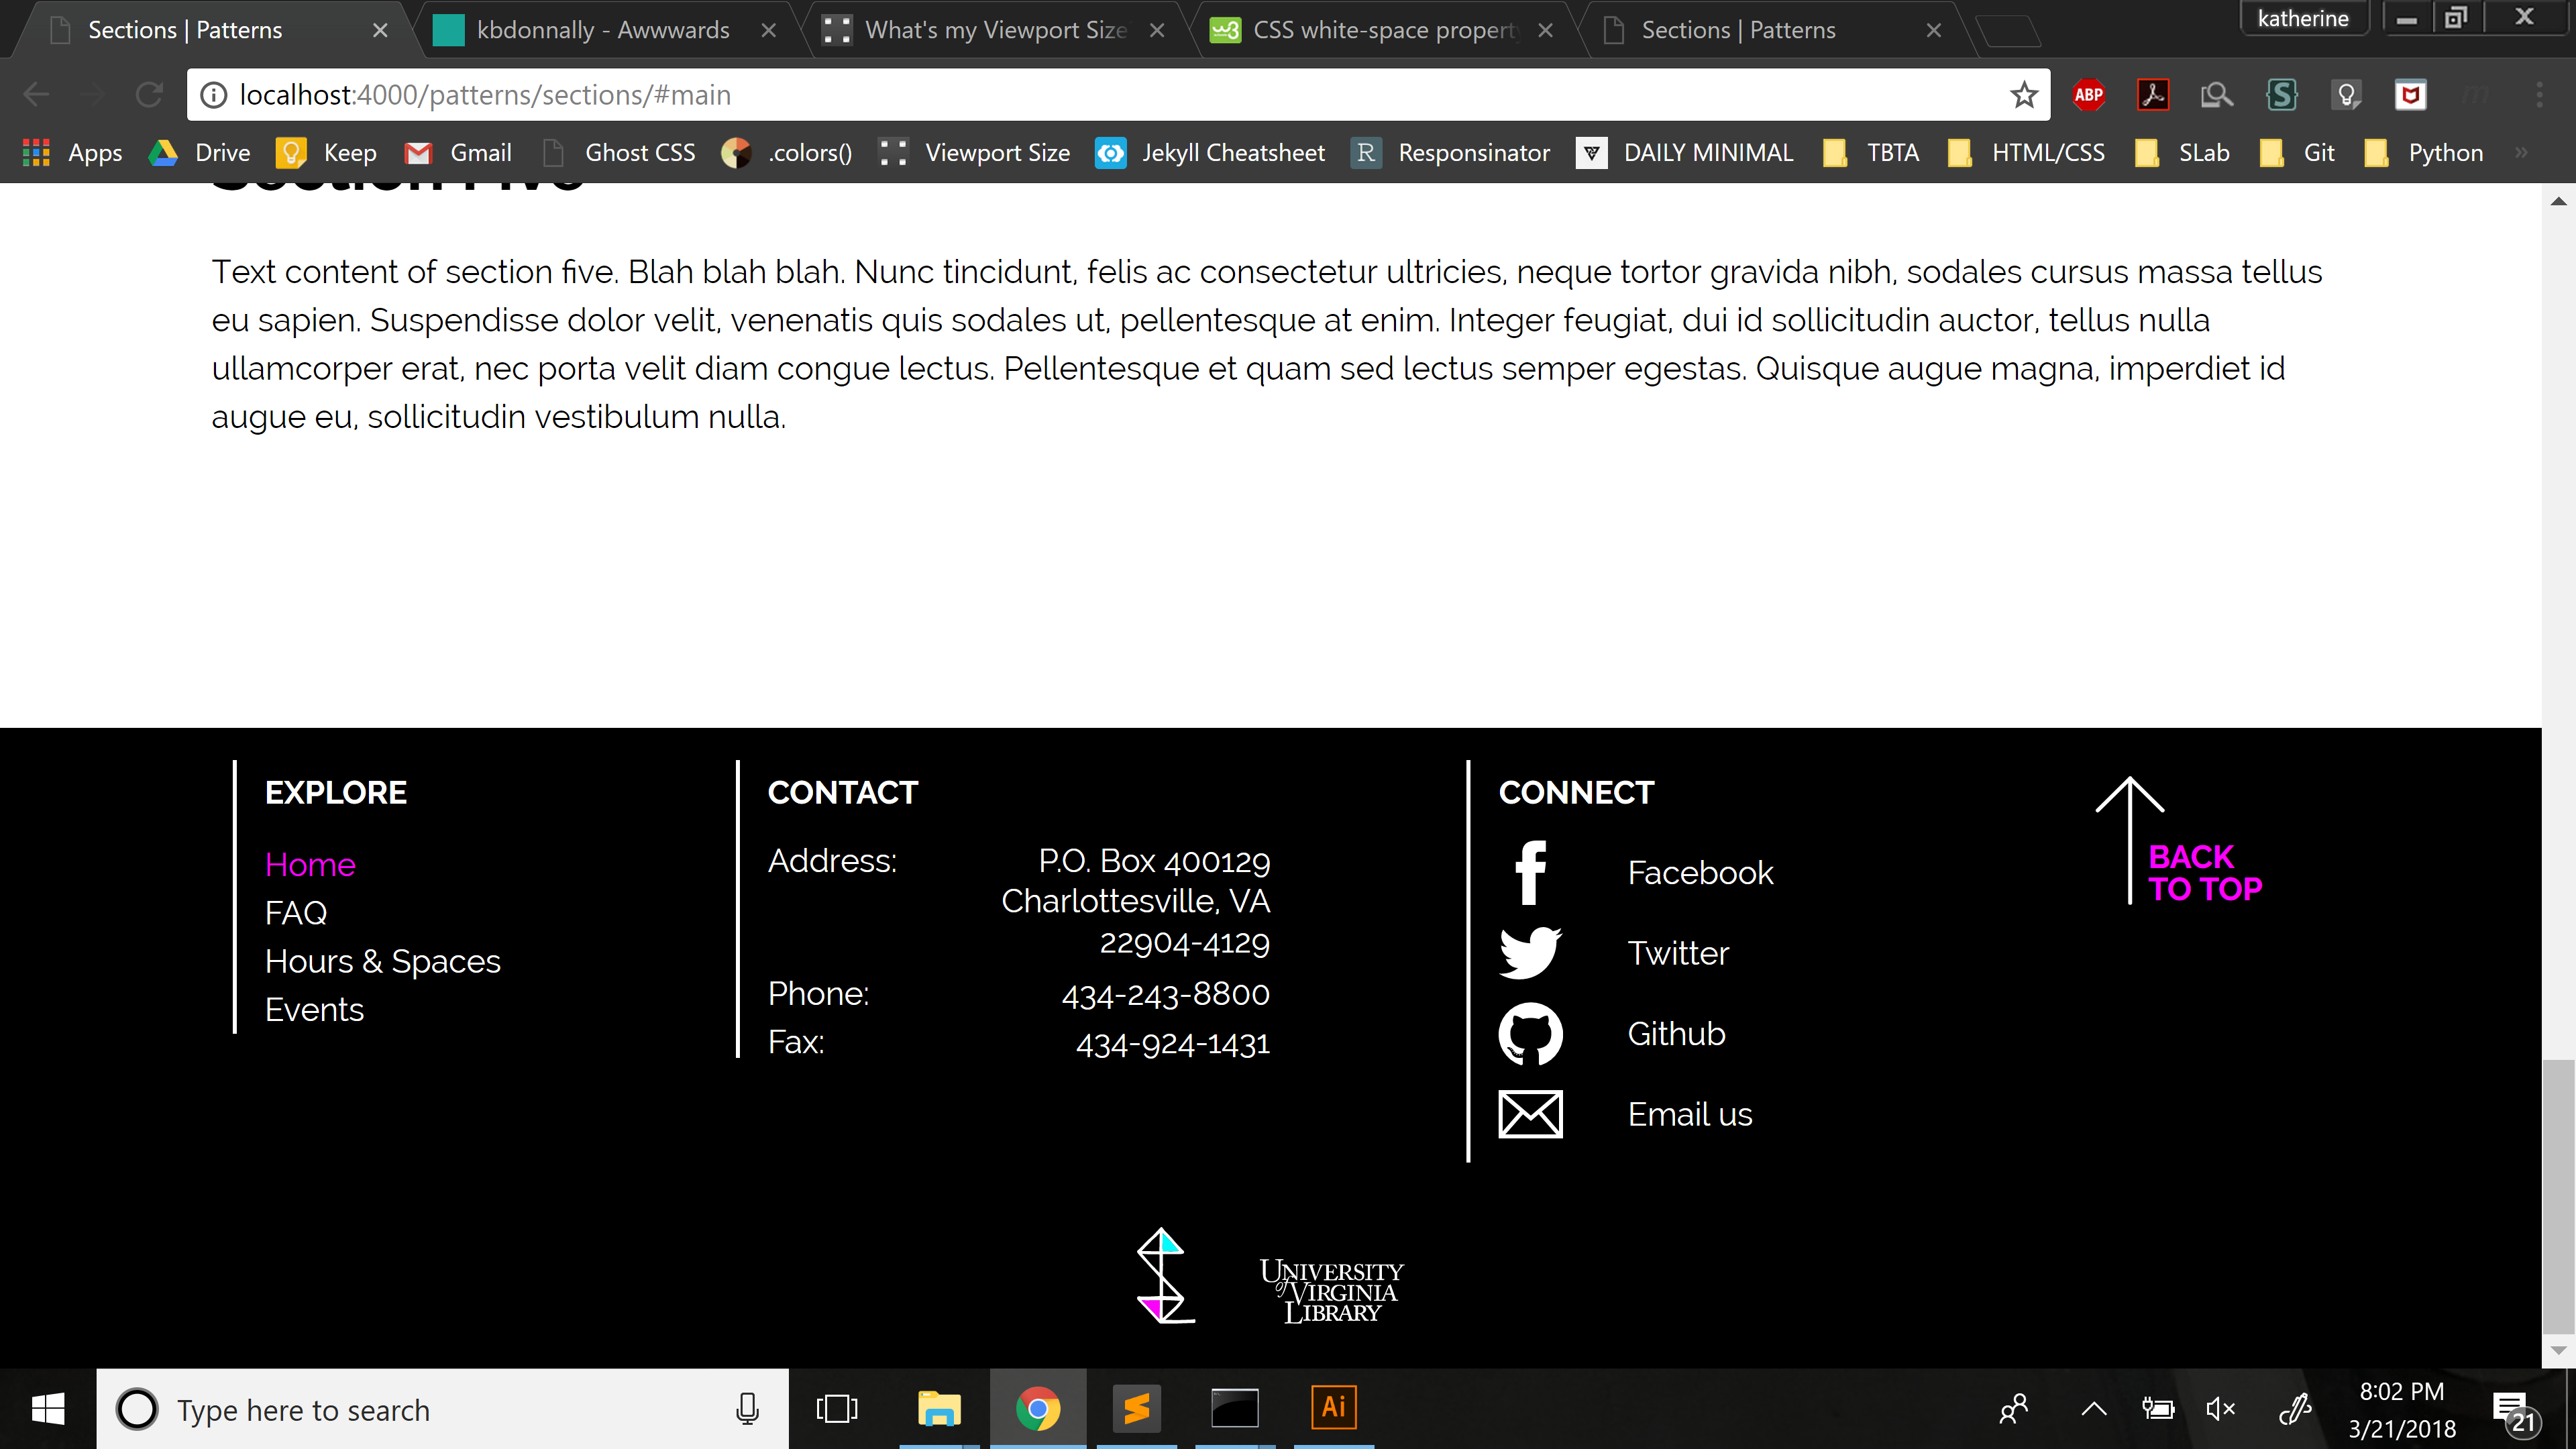 Sections | Patterns
kbdonnally - Awwwards
What's my Viewport Size
CSS white-space propert
Sections | Patterns
katherine
localhost:4000/patterns/sections/#main
ABP
Apps
Drive
Keep
Gmail
Ghost CSS
.colors()
Viewport Size
Jekyll Cheatsheet
R
Responsinator
DAILY MINIMAL
TBTA
HTML/CSS
SLab
Git
Python
Section Five
Text content of section five. Blah blah blah. Nunc tincidunt, felis ac consectetur ultricies, neque tortor gravida nibh, sodales cursus massa tellus
eu sapien. Suspendisse dolor velit, venenatis quis sodales ut, pellentesque at enim. Integer feugiat, dui id sollicitudin auctor, tellus nulla
ullamcorper erat, nec porta velit diam congue lectus. Pellentesque et quam sed lectus semper egestas. Quisque augue magna, imperdiet id
augue eu, sollicitudin vestibulum nulla.
EXPLORE
Home
FAQ
Hours & Spaces
Events
CONTACT
Address: P.O. Box 400129
Charlottesville, VA
22904-4129
Phone: 434-243-8800
Fax: 434-924-1431
CONNECT
Facebook
Twitter
Github
Email us
BACK
TO TOP
UNIVERSITY
of VIRGINIA
LIBRARY
Type here to search
Ai
8:02 PM
3/21/2018
21